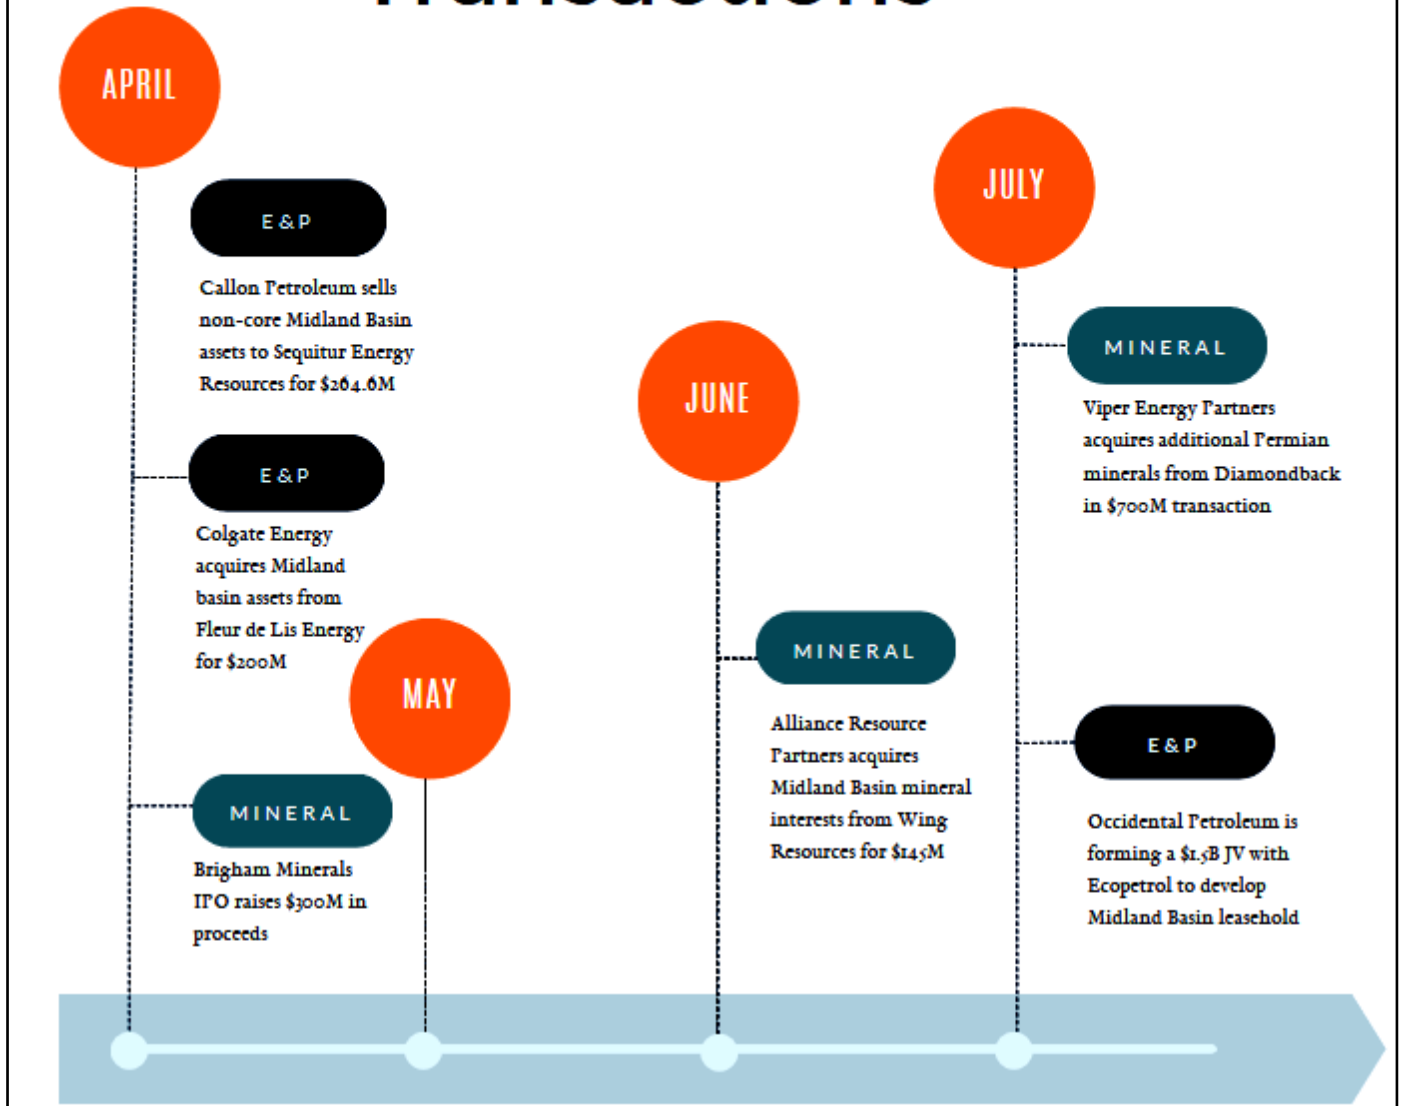 Transactions
APRIL
E&P
Callon Petroleum sells
non-core Midland Basin
assets to Sequitur Energy
Resources for $264.6M
E&P
Colgate Energy
acquires Midland
basin assets from
Fleur de Lis Energy
for $200M
MINERAL
Brigham Minerals
IPO raises $300M in
proceeds
MAY
JUNE
MINERAL
Alliance Resource
Partners acquires
Midland Basin mineral
interests from Wing
Resources for $145M
JULY
MINERAL
Viper Energy Partners
acquires additional Permian
minerals from Diamondback
in $700M transaction
E&P
Occidental Petroleum is
forming a $1.5B JV with
Ecopetrol to develop
Midland Basin leasehold